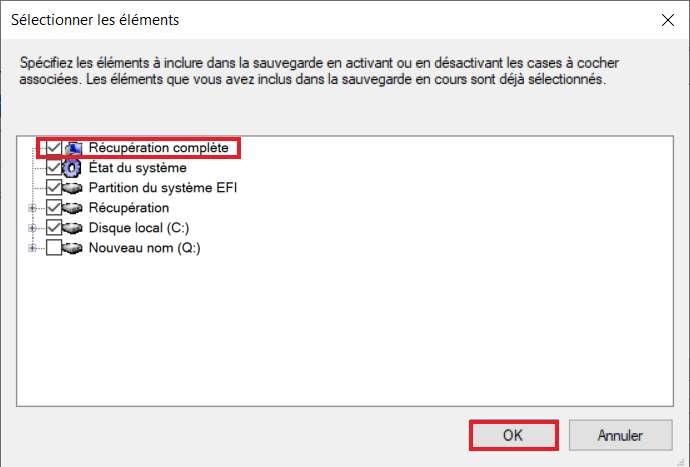 Sélectionner les éléments
Spécifiez les éléments à inclure dans la sauvegarde en activant ou en désactivant les cases à cocher
associées. Les éléments que vous avez inclus dans la sauvegarde en cours sont déjà sélectionnés.
Récupération complète
État du système
Partition du système EFI
Récupération
Disque local (C:)
Nouveau nom (Q:)
OK
Annuler